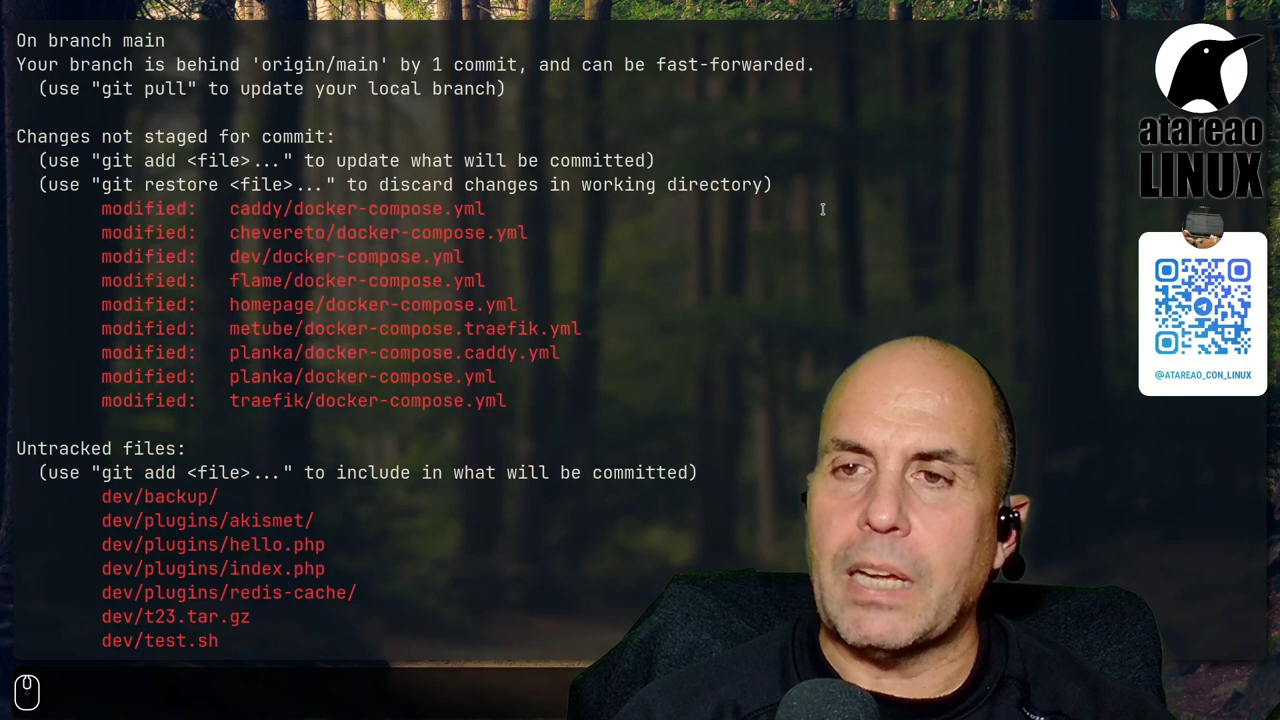 On branch main
Your branch is behind 'origin/main' by 1 commit, and can be fast-forwarded.
(use "git pull" to update your local branch)
Changes not staged for commit:
(use "git add <file>..." to update what will be committed)
(use "git restore <file>..." to discard changes in working directory)
modified: caddy/docker-compose.yml
modified: chevereto/docker-compose.yml
modified: dev/docker-compose.yml
modified: flame/docker-compose.yml
modified: homepage/docker-compose.yml
modified: metube/docker-compose.traefik.yml
modified: planka/docker-compose.caddy.yml
modified: planka/docker-compose.yml
modified: traefik/docker-compose.yml
Untracked files:
(use "git add <file>..." to include in what will be committed)
dev/backup/
dev/plugins/akismet/
dev/plugins/hello.php
dev/plugins/index.php
dev/plugins/redis-cache/
dev/t23.tar.gz
dev/test.sh
atareao
LINUX
@ATAREAO_CON_LINUX